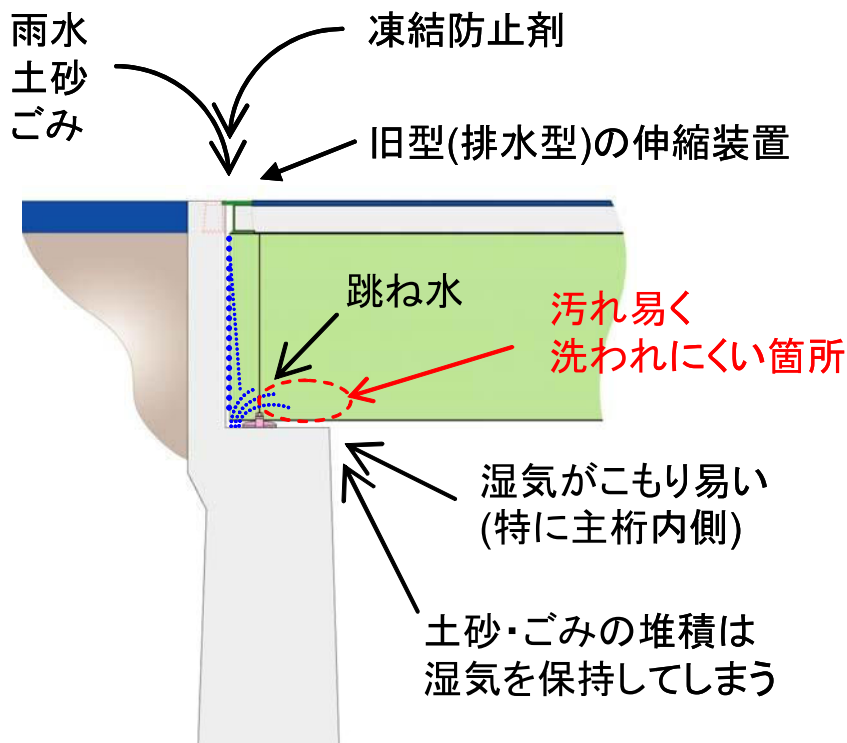 雨水
土砂
ごみ
凍結防止剤
旧型(排水型)の伸縮装置
跳ね水
汚れ易く
洗われにくい箇所
湿気がこもり易い
(特に主桁内側)
土砂・ごみの堆積は
湿気を保持してしまう